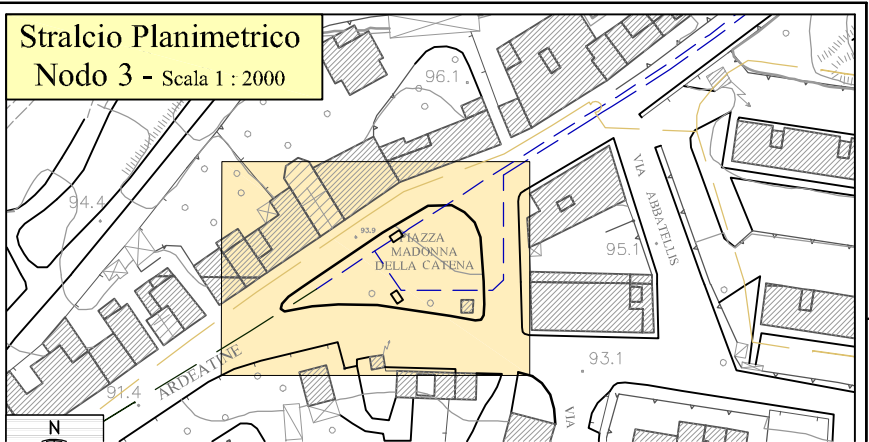 Stralcio Planimetrico
Nodo 3 - Scala 1 : 2000
96.1
94.4
93.9
PIAZZA
MADONNA
DELLA CATENA
VIA ABBATELLIS
95.1
93.1
ARDEATINE
91.4
VIA
N